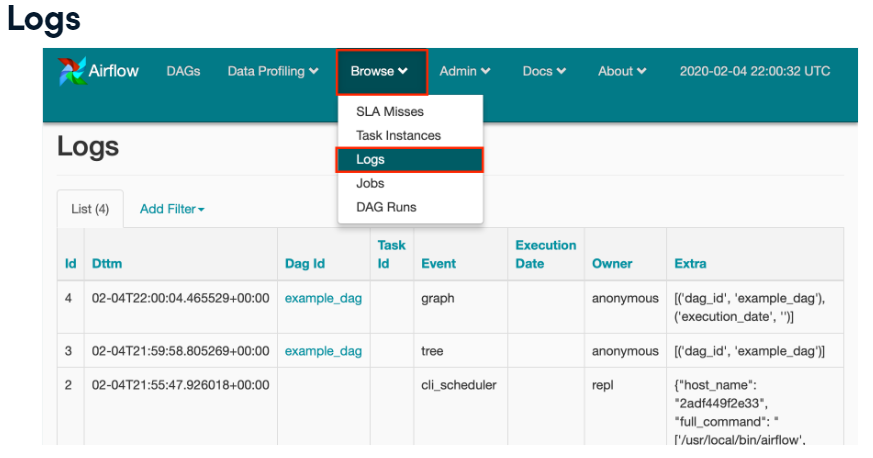 Logs
Airflow DAGs Data Profiling Browse Admin Docs About 2020-02-04 22:00:32 UTC
SLA Misses
Task Instances
Logs
Jobs
DAG Runs
Logs
List (4) Add Filter
Id Dttm Dag Id Task Id Event Execution Date Owner Extra
4 02-04T22:00:04.465529+00:00 example_dag graph anonymous [('dag_id', 'example_dag'),
('execution_date', '')]
3 02-04T21:59:58.805269+00:00 example_dag tree anonymous [('dag_id', 'example_dag')]
2 02-04T21:55:47.926018+00:00 cli_scheduler repl {"host_name":
"2adf449f2e33",
"full_command": "
['/usr/local/bin/airflow',